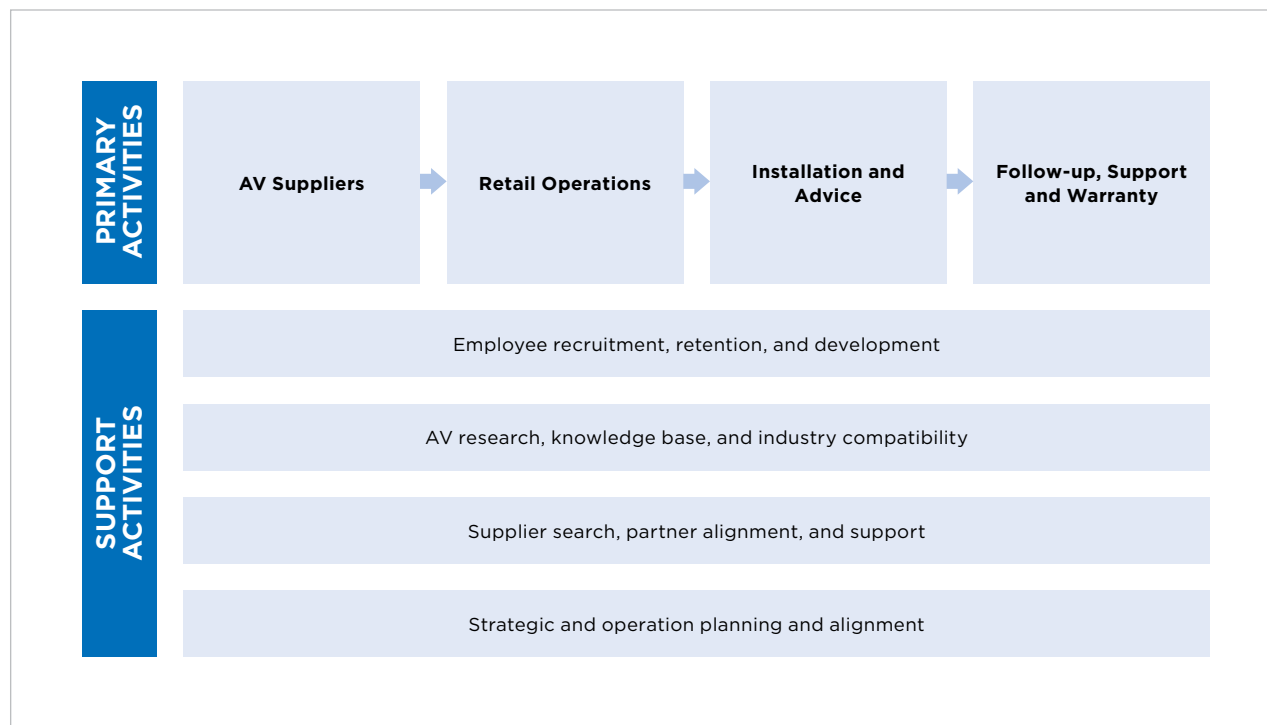 PRIMARY
ACTIVITIES
AV Suppliers
Retail Operations
Installation and
Advice
Follow-up, Support
and Warranty
SUPPORT
ACTIVITIES
Employee recruitment, retention, and development
AV research, knowledge base, and industry compatibility
Supplier search, partner alignment, and support
Strategic and operation planning and alignment